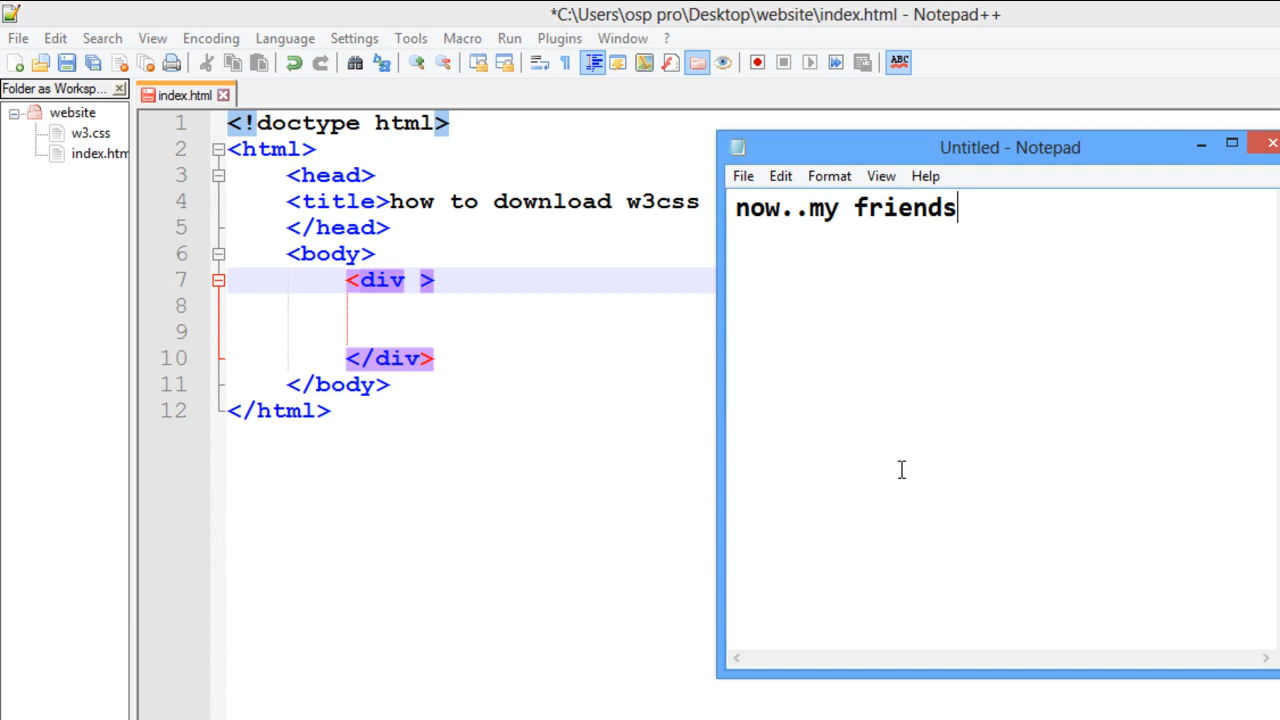 *C:\Users\osp pro\Desktop\website\index.html - Notepad++
File Edit Search View Encoding Language Settings Tools Macro Run Plugins Window ?
ABC
Folder as Worksp...
index.html
website
w3.css
index.htm
1 <!doctype html>
2 <html>
3 <head>
4 <title>how to download w3css
5 </head>
6 <body>
7 <div >
8
9
10 </div>
11 </body>
12 </html>
Untitled - Notepad
File Edit Format View Help
now..my friends